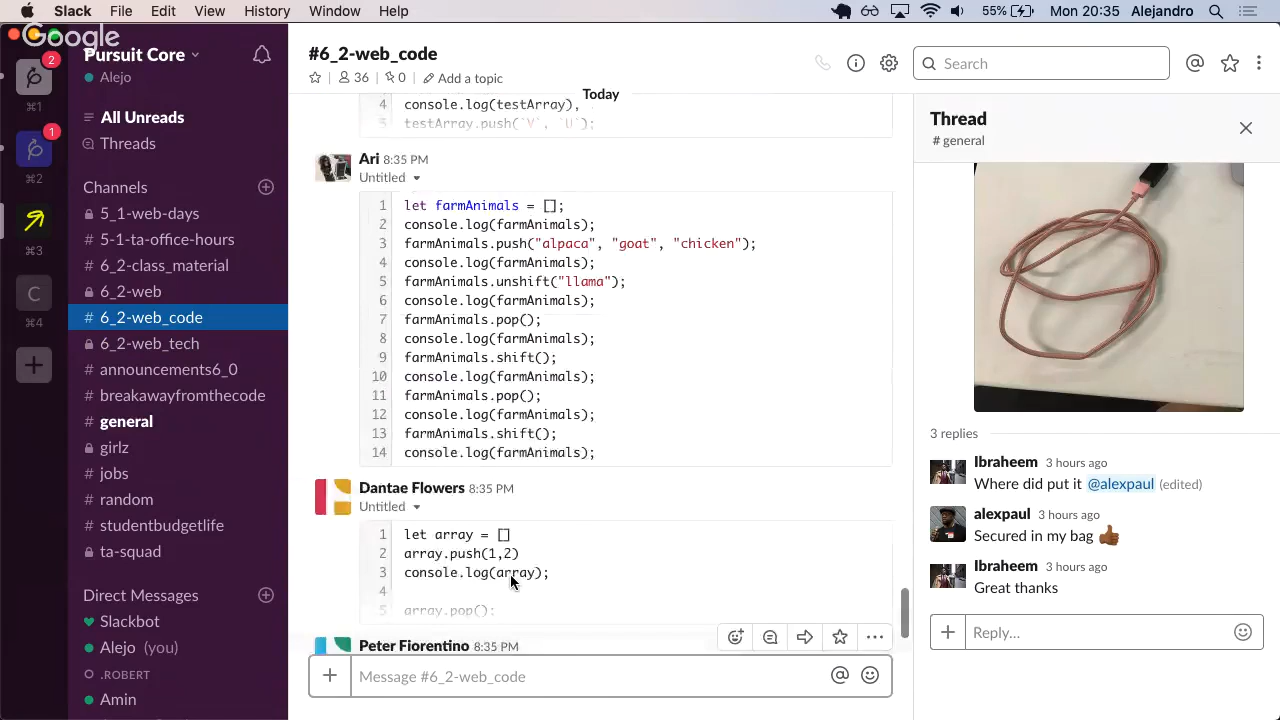 Slack File Edit View History Window Help 55% Mon 20:35 Alejandro
Google
Pursuit Core
Alejo
All Unreads
Threads
Channels
5_1-web-days
# 5-1-ta-office-hours
# 6_2-class_material
6_2-web
# 6_2-web_code
6_2-web_tech
# announcements6_0
# breakawayfromthecode
# general
girlz
# jobs
# random
# studentbudgetlife
ta-squad
Direct Messages
Slackbot
Alejo (you)
.ROBERT
Amin
2
⌘1
1
⌘2
⌘3
C
⌘4
#6_2-web_code
36 | 0 | Add a topic
Search
Today
4 console.log(testArray),
5 testArray.push(`V`, `U`);
Ari 8:35 PM
Untitled
1 let farmAnimals = [];
2 console.log(farmAnimals);
3 farmAnimals.push("alpaca", "goat", "chicken");
4 console.log(farmAnimals);
5 farmAnimals.unshift("llama");
6 console.log(farmAnimals);
7 farmAnimals.pop();
8 console.log(farmAnimals);
9 farmAnimals.shift();
10 console.log(farmAnimals);
11 farmAnimals.pop();
12 console.log(farmAnimals);
13 farmAnimals.shift();
14 console.log(farmAnimals);
Dantae Flowers 8:35 PM
Untitled
1 let array = []
2 array.push(1,2)
3 console.log(array);
4
5 array.pop();
Peter Fiorentino 8:35 PM
Message #6_2-web_code
Thread
# general
3 replies
Ibraheem 3 hours ago
Where did put it @alexpaul (edited)
alexpaul 3 hours ago
Secured in my bag
Ibraheem 3 hours ago
Great thanks
Reply...